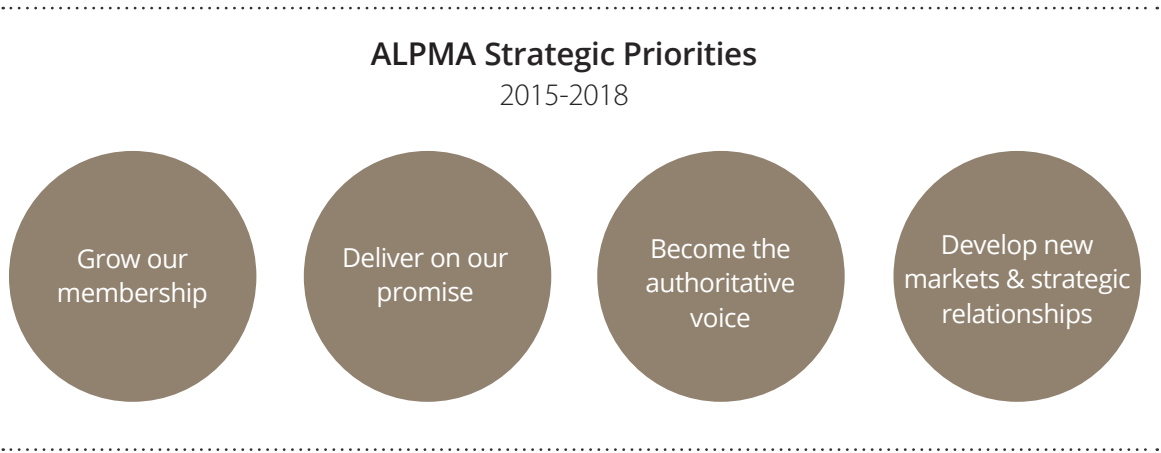 ALPMA Strategic Priorities
2015-2018
Grow our
membership
Deliver on our
promise
Become the
authoritative
voice
Develop new
markets & strategic
relationships